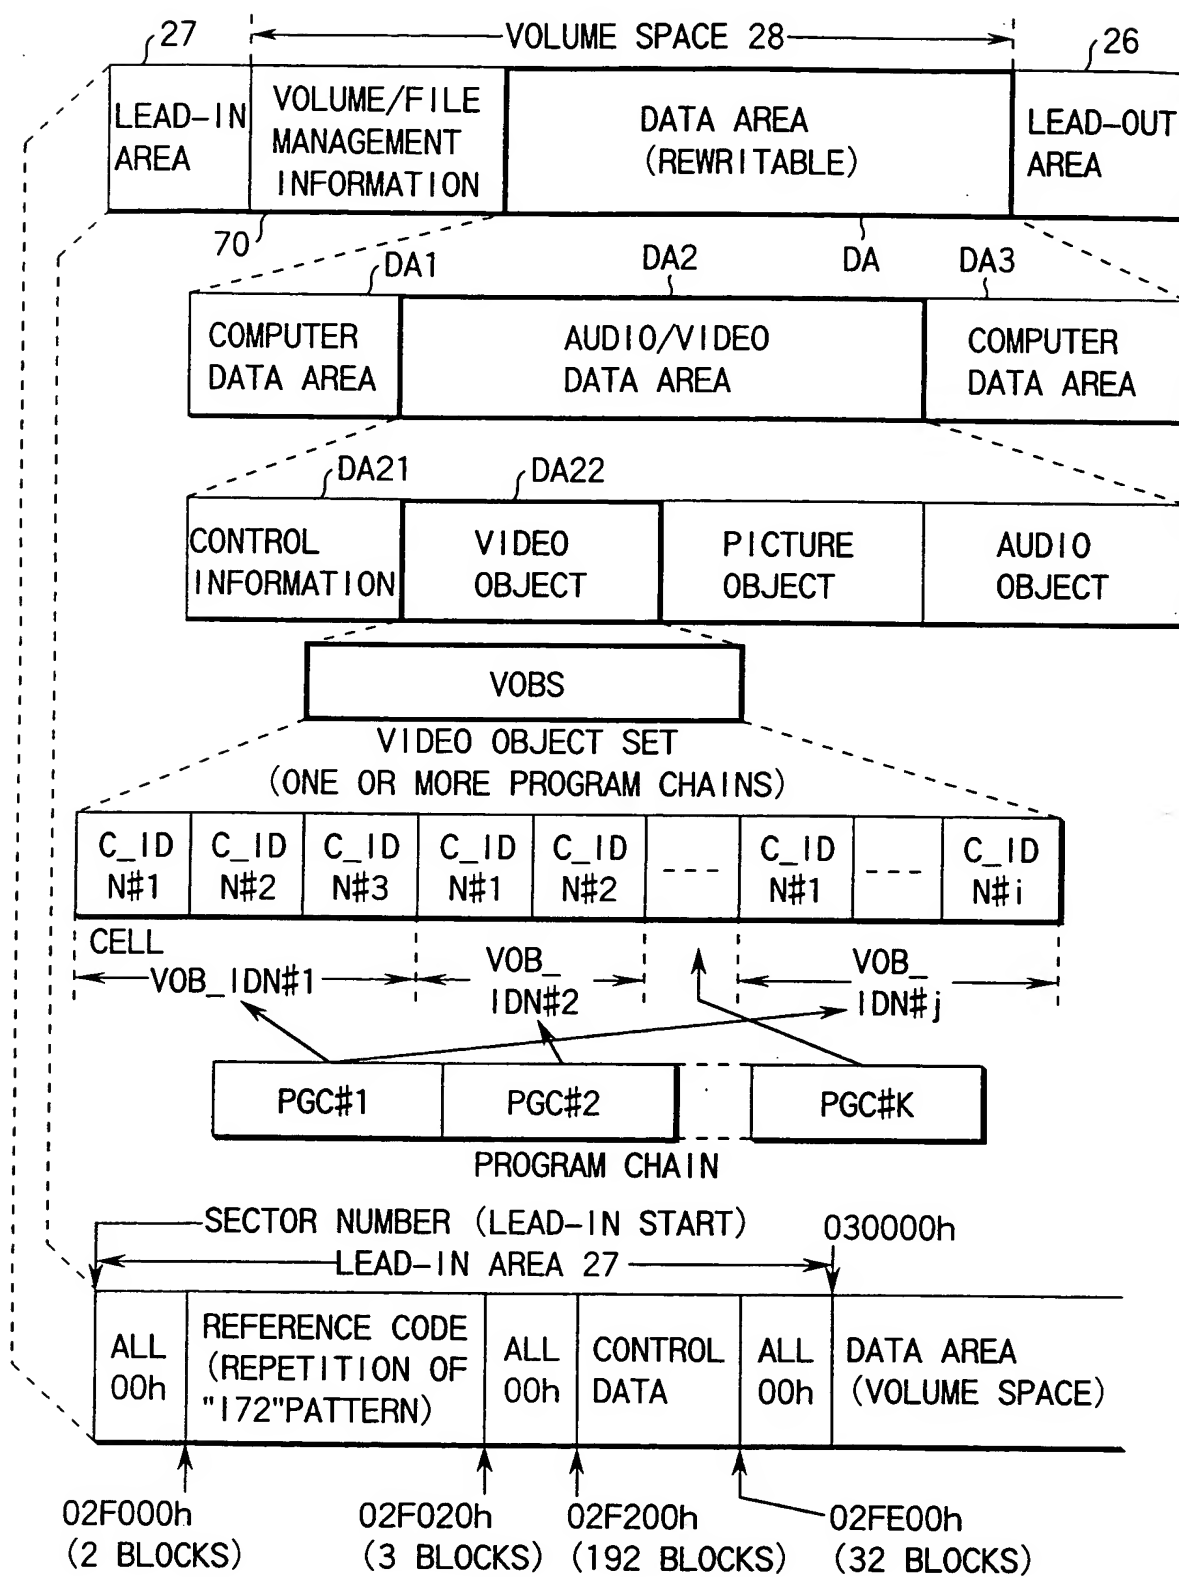 27
VOLUME SPACE 28
26
LEAD-IN
AREA
VOLUME/FILE
MANAGEMENT
INFORMATION
DATA AREA
(REWRITABLE)
LEAD-OUT
AREA
70
DA
DA1
DA2
DA3
COMPUTER
DATA AREA
AUDIO/VIDEO
DATA AREA
COMPUTER
DATA AREA
DA21
DA22
CONTROL
INFORMATION
VIDEO
OBJECT
PICTURE
OBJECT
AUDIO
OBJECT
VOBS
VIDEO OBJECT SET
(ONE OR MORE PROGRAM CHAINS)
C_ID
N#1
C_ID
N#2
C_ID
N#3
C_ID
N#1
C_ID
N#2
---
C_ID
N#1
---
C_ID
N#i
CELL
VOB_IDN#1
VOB_
IDN#2
VOB_
IDN#j
PGC#1
PGC#2
PGC#K
PROGRAM CHAIN
SECTOR NUMBER (LEAD-IN START)
030000h
LEAD-IN AREA 27
ALL
00h
REFERENCE CODE
(REPETITION OF
"172"PATTERN)
ALL
00h
CONTROL
DATA
ALL
00h
DATA AREA
(VOLUME SPACE)
02F000h
(2 BLOCKS)
02F020h
(3 BLOCKS)
02F200h
(192 BLOCKS)
02FE00h
(32 BLOCKS)